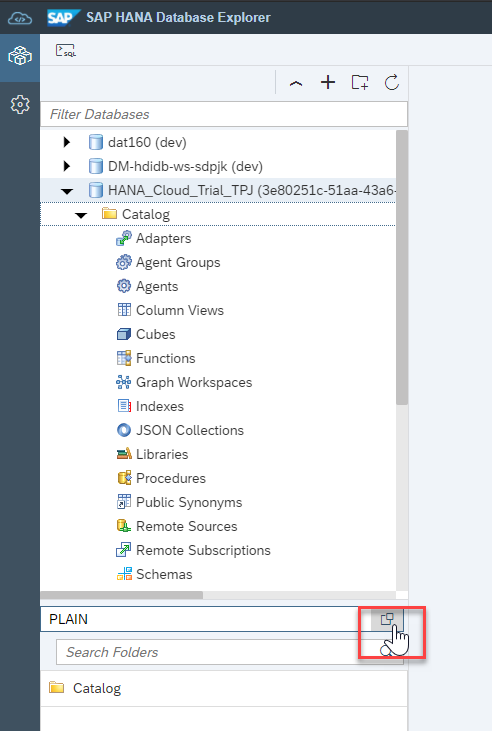 SAP SAP HANA Database Explorer
SQL
Filter Databases
dat160 (dev)
DM-hdidb-ws-sdpjk (dev)
HANA_Cloud_Trial_TPJ (3e80251c-51aa-43a6-
Catalog
Adapters
Agent Groups
Agents
Column Views
Cubes
Functions
Graph Workspaces
Indexes
JSON Collections
Libraries
Procedures
Public Synonyms
Remote Sources
Remote Subscriptions
Schemas
PLAIN
Search Folders
Catalog